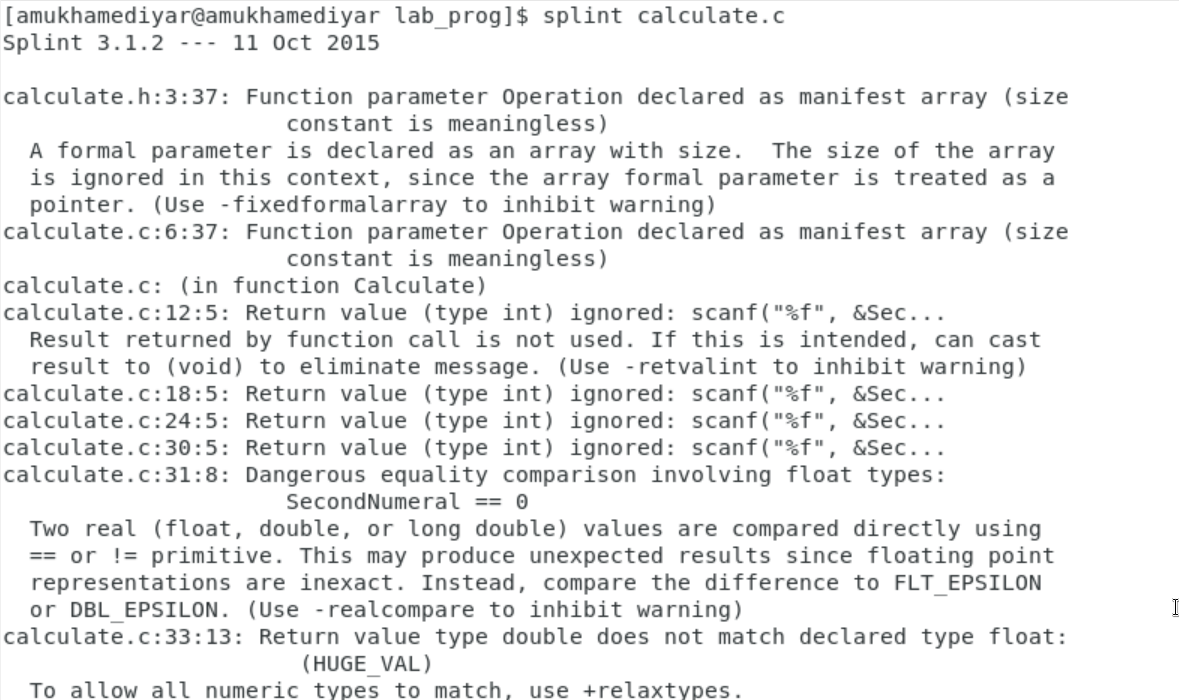 [amukhamediyar@amukhamediyar lab_prog]$ splint calculate.c
Splint 3.1.2 --- 11 Oct 2015

calculate.h:3:37: Function parameter Operation declared as manifest array (size
                     constant is meaningless)
  A formal parameter is declared as an array with size.  The size of the array
  is ignored in this context, since the array formal parameter is treated as a
  pointer. (Use -fixedformalarray to inhibit warning)
calculate.c:6:37: Function parameter Operation declared as manifest array (size
                     constant is meaningless)
calculate.c: (in function Calculate)
calculate.c:12:5: Return value (type int) ignored: scanf("%f", &Sec...
  Result returned by function call is not used. If this is intended, can cast
  result to (void) to eliminate message. (Use -retvalint to inhibit warning)
calculate.c:18:5: Return value (type int) ignored: scanf("%f", &Sec...
calculate.c:24:5: Return value (type int) ignored: scanf("%f", &Sec...
calculate.c:30:5: Return value (type int) ignored: scanf("%f", &Sec...
calculate.c:31:8: Dangerous equality comparison involving float types:
                     SecondNumeral == 0
  Two real (float, double, or long double) values are compared directly using
  == or != primitive. This may produce unexpected results since floating point
  representations are inexact. Instead, compare the difference to FLT_EPSILON
  or DBL_EPSILON. (Use -realcompare to inhibit warning)
calculate.c:33:13: Return value type double does not match declared type float:
                      (HUGE_VAL)
  To allow all numeric types to match, use +relaxtypes.